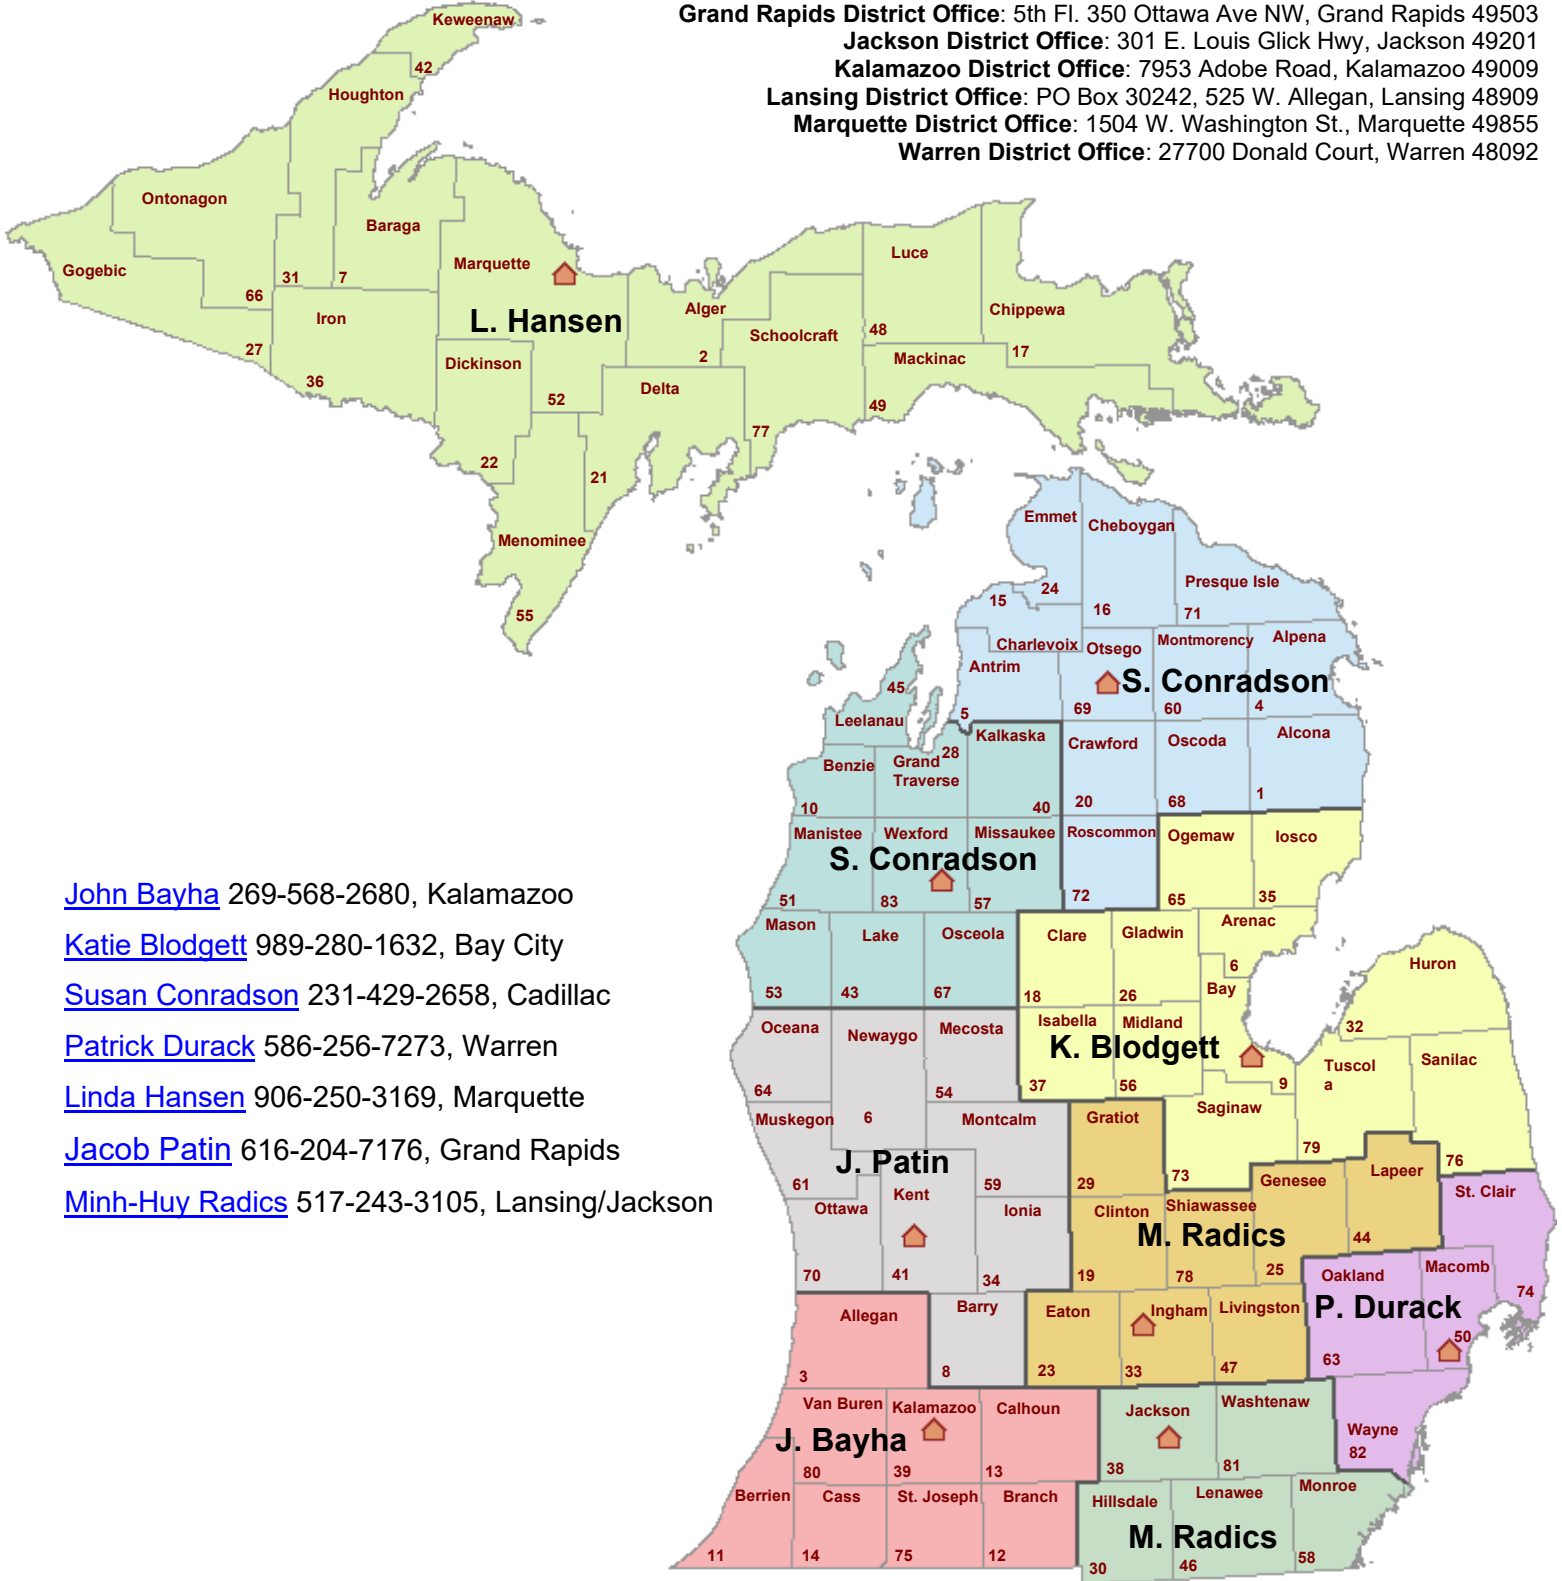 Grand Rapids District Office: 5th Fl. 350 Ottawa Ave NW, Grand Rapids 49503
Jackson District Office: 301 E. Louis Glick Hwy, Jackson 49201
Kalamazoo District Office: 7953 Adobe Road, Kalamazoo 49009
Lansing District Office: PO Box 30242, 525 W. Allegan, Lansing 48909
Marquette District Office: 1504 W. Washington St., Marquette 49855
Warren District Office: 27700 Donald Court, Warren 48092
Keweenaw
42
Houghton
31
Ontonagon
66
Gogebic
27
Baraga
7
Marquette
52
L. Hansen
Iron
36
Dickinson
22
Menominee
55
Delta
21
Alger
2
Schoolcraft
77
Luce
48
Chippewa
17
Mackinac
49
Emmet
24
Cheboygan
16
Presque Isle
71
15
Charlevoix
Antrim
5
Otsego
69
Montmorency
60
Alpena
4
S. Conradson
Crawford
20
Oscoda
68
Alcona
1
Roscommon
72
45
Leelanau
Benzie
10
Grand
Traverse
28
Kalkaska
40
Manistee
51
Wexford
83
Missaukee
57
S. Conradson
Mason
53
Lake
43
Osceola
67
Ogemaw
65
Iosco
35
Clare
18
Gladwin
26
Arenac
6
Bay
9
Isabella
37
Midland
56
K. Blodgett
Saginaw
73
Huron
32
Tuscol
a
79
Sanilac
76
John Bayha 269-568-2680, Kalamazoo
Katie Blodgett 989-280-1632, Bay City
Susan Conradson 231-429-2658, Cadillac
Patrick Durack 586-256-7273, Warren
Linda Hansen 906-250-3169, Marquette
Jacob Patin 616-204-7176, Grand Rapids
Minh-Huy Radics 517-243-3105, Lansing/Jackson
Oceana
64
Newaygo
6
Mecosta
54
Muskegon
61
Montcalm
59
J. Patin
Ottawa
70
Kent
41
Ionia
34
Barry
8
Gratiot
29
Clinton
19
Shiawassee
78
Genesee
25
Lapeer
44
M. Radics
Eaton
23
Ingham
33
Livingston
47
St. Clair
74
Oakland
63
Macomb
50
P. Durack
Wayne
82
Allegan
3
Van Buren
80
Kalamazoo
39
Calhoun
13
J. Bayha
Berrien
11
Cass
14
St. Joseph
75
Branch
12
Jackson
38
Washtenaw
81
Hillsdale
30
Lenawee
46
Monroe
58
M. Radics